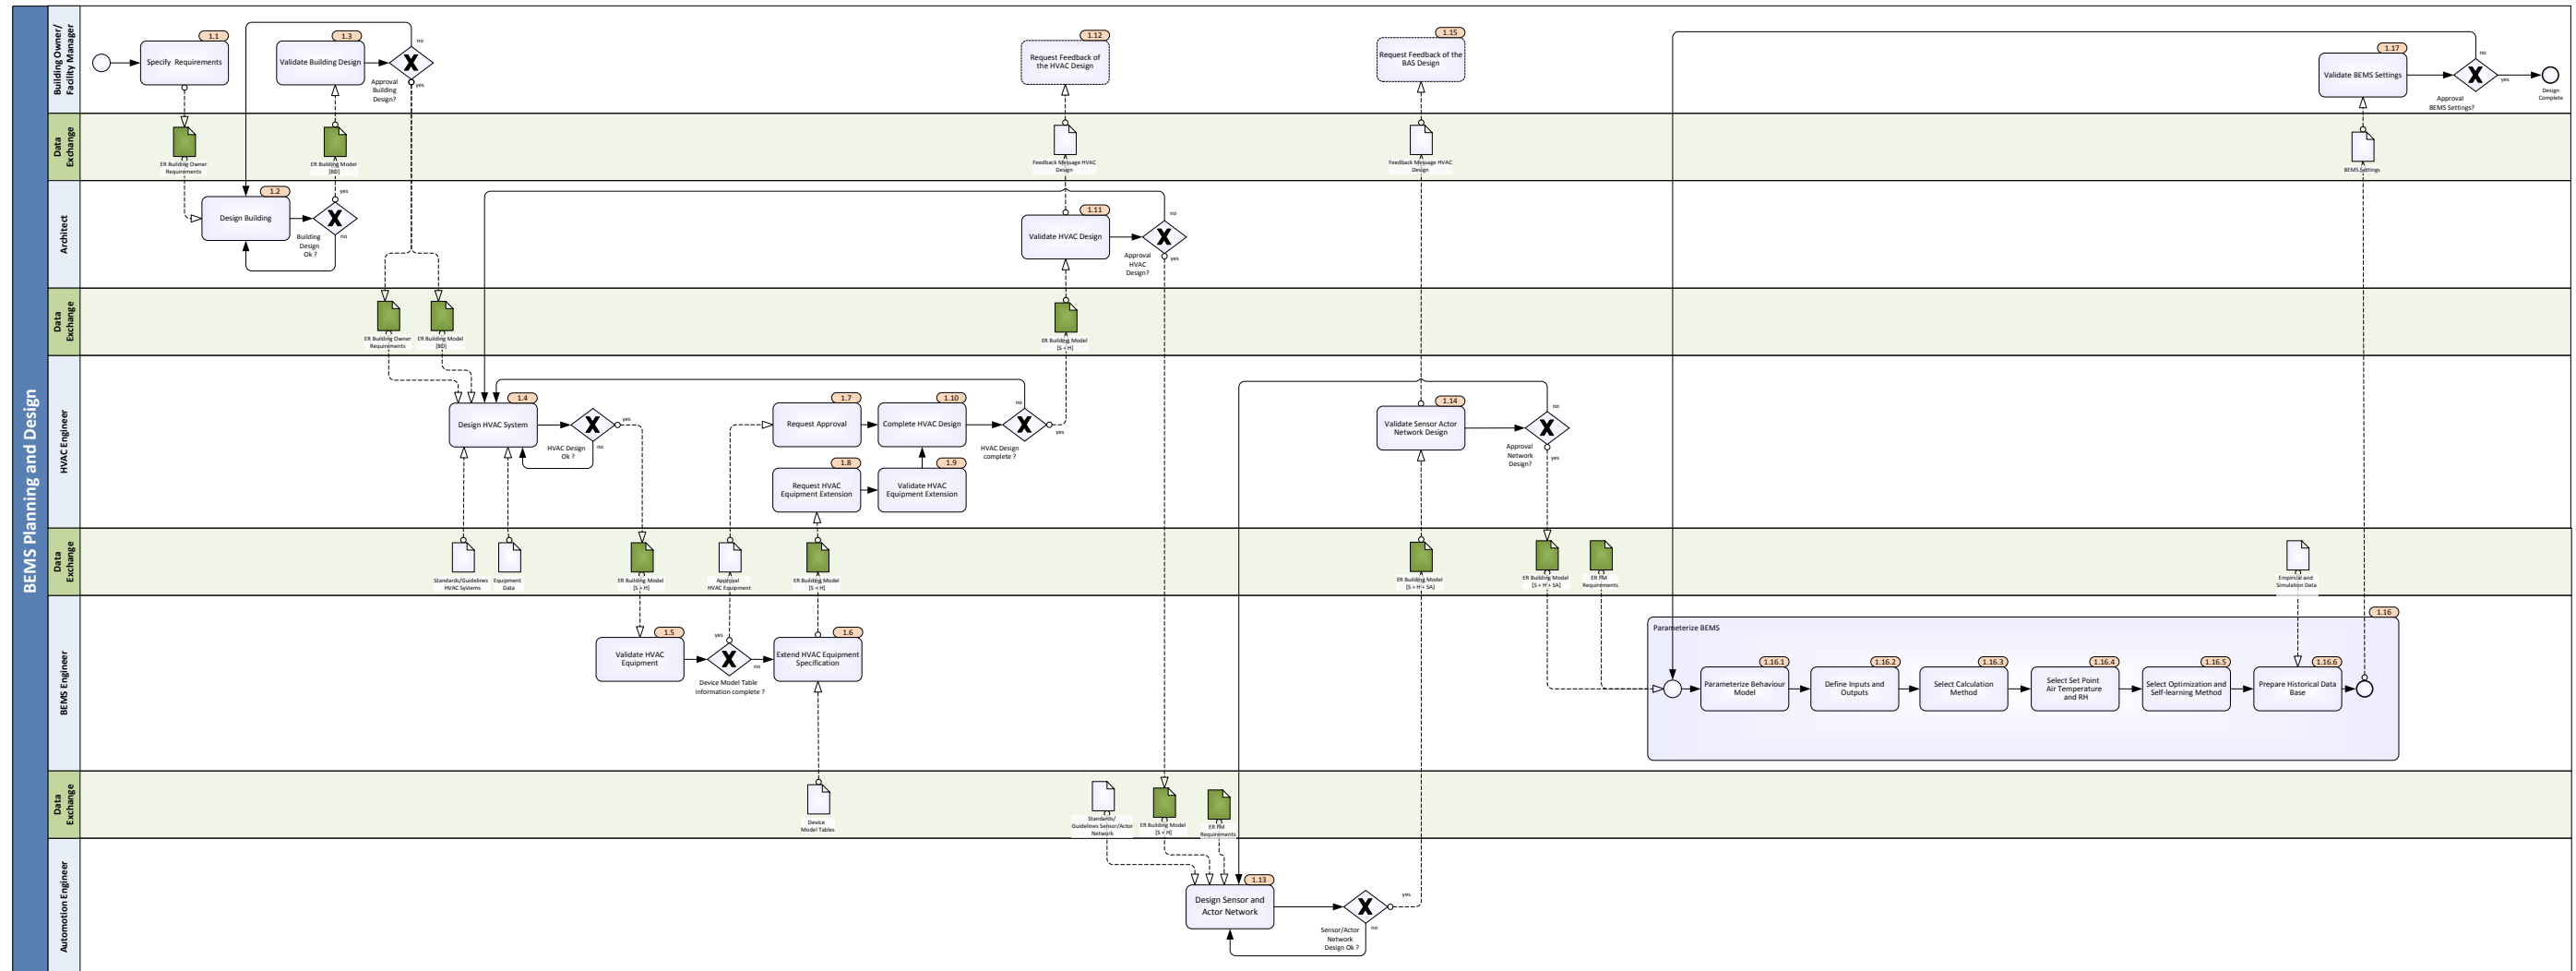 BEMS Planning and Design
Building Owner/
Facility Manager
1.1
Specify Requirements
1.3
Validate Building Design
no
yes
Approval
Building
Design?
1.12
Request Feedback of
the HVAC Design
1.15
Request Feedback of the
BAS Design
1.17
Validate BEMS Settings
no
yes
Approval
BEMS Settings?
Design
Complete
Data
Exchange
ER Building Owner
Requirements
ER Building Model
[BD]
Feedback Message HVAC
Design
Feedback Message HVAC
Design
BEMS Settings
Architect
1.2
Design Building
yes
no
Building
Design
Ok ?
1.11
Validate HVAC Design
no
yes
Approval
HVAC
Design?
Data
Exchange
ER Building Owner
Requirements
ER Building Model
[BD]
ER Building Model
[S + H]
HVAC Engineer
1.4
Design HVAC System
yes
no
HVAC Design
Ok ?
1.7
Request Approval
1.10
Complete HVAC Design
no
yes
HVAC Design
complete ?
1.8
Request HVAC
Equipment Extension
1.9
Validate HVAC
Equipment Extension
1.14
Validate Sensor Actor
Network Design
no
yes
Approval
Network
Design?
Data
Exchange
Standards/Guidelines
HVAC Systems
Equipment
Data
ER Building Model
[S + H]
Approval
HVAC Equipment
ER Building Model
[S + H]
ER Building Model
[S + H + SA]
ER Building Model
[S + H + SA]
ER FM
Requirements
Empirical and
Simulation Data
BEMS Engineer
1.5
Validate HVAC
Equipment
yes
no
Device Model Table
Information complete ?
1.6
Extend HVAC Equipment
Specification
1.16
Parameterize BEMS
1.16.1
Parameterize Behaviour
Model
1.16.2
Define Inputs and
Outputs
1.16.3
Select Calculation
Method
1.16.4
Select Set Point
Air Temperature
and RH
1.16.5
Select Optimization and
Self-learning Method
1.16.6
Prepare Historical Data
Base
Data
Exchange
Device
Model Tables
Standards/
Guidelines Sensor/Actor
Network
ER Building Model
[S + H]
ER FM
Requirements
Automotion Engineer
1.13
Design Sensor and
Actor Network
yes
no
Sensor/Actor
Network
Design Ok ?